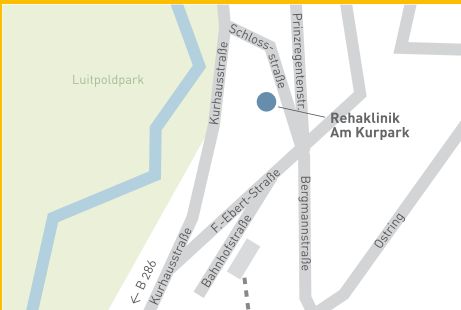 Schloss-
straße
Prinzregentenstr.
Kurhausstraße
Luitpoldpark
Rehaklinik
Am Kurpark
F.-Ebert-Straße
Bergmannstraße
Bahnhofstraße
Ostring
Kurhausstraße
← B 286